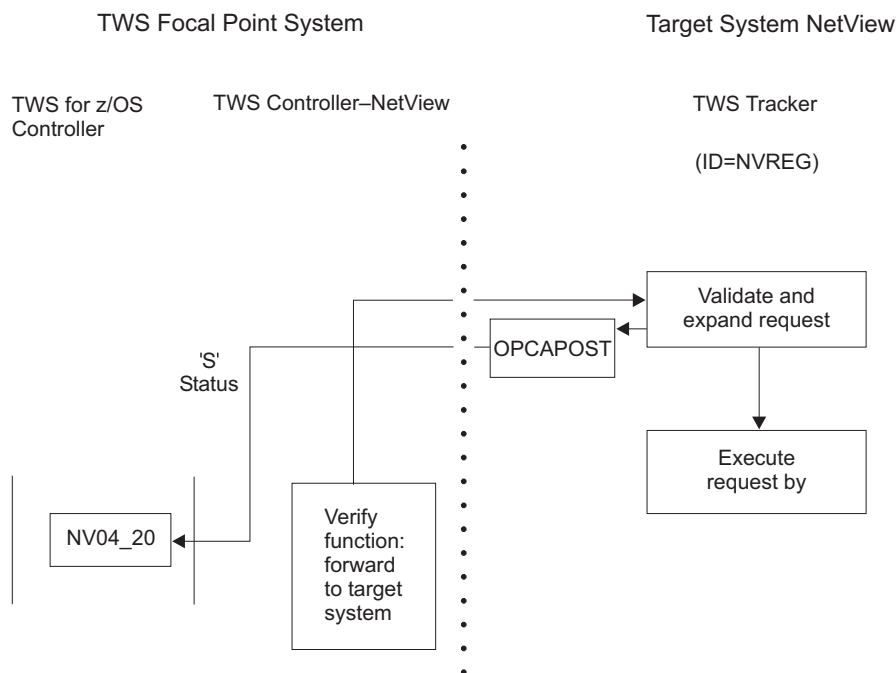 TWS Focal Point System
Target System NetView
TWS for z/OS
Controller
TWS Controller–NetView
TWS Tracker
(ID=NVREG)
Validate and
expand request
OPCAPOST
'S'
Status
Execute
request by
NV04_20
Verify
function:
forward
to target
system